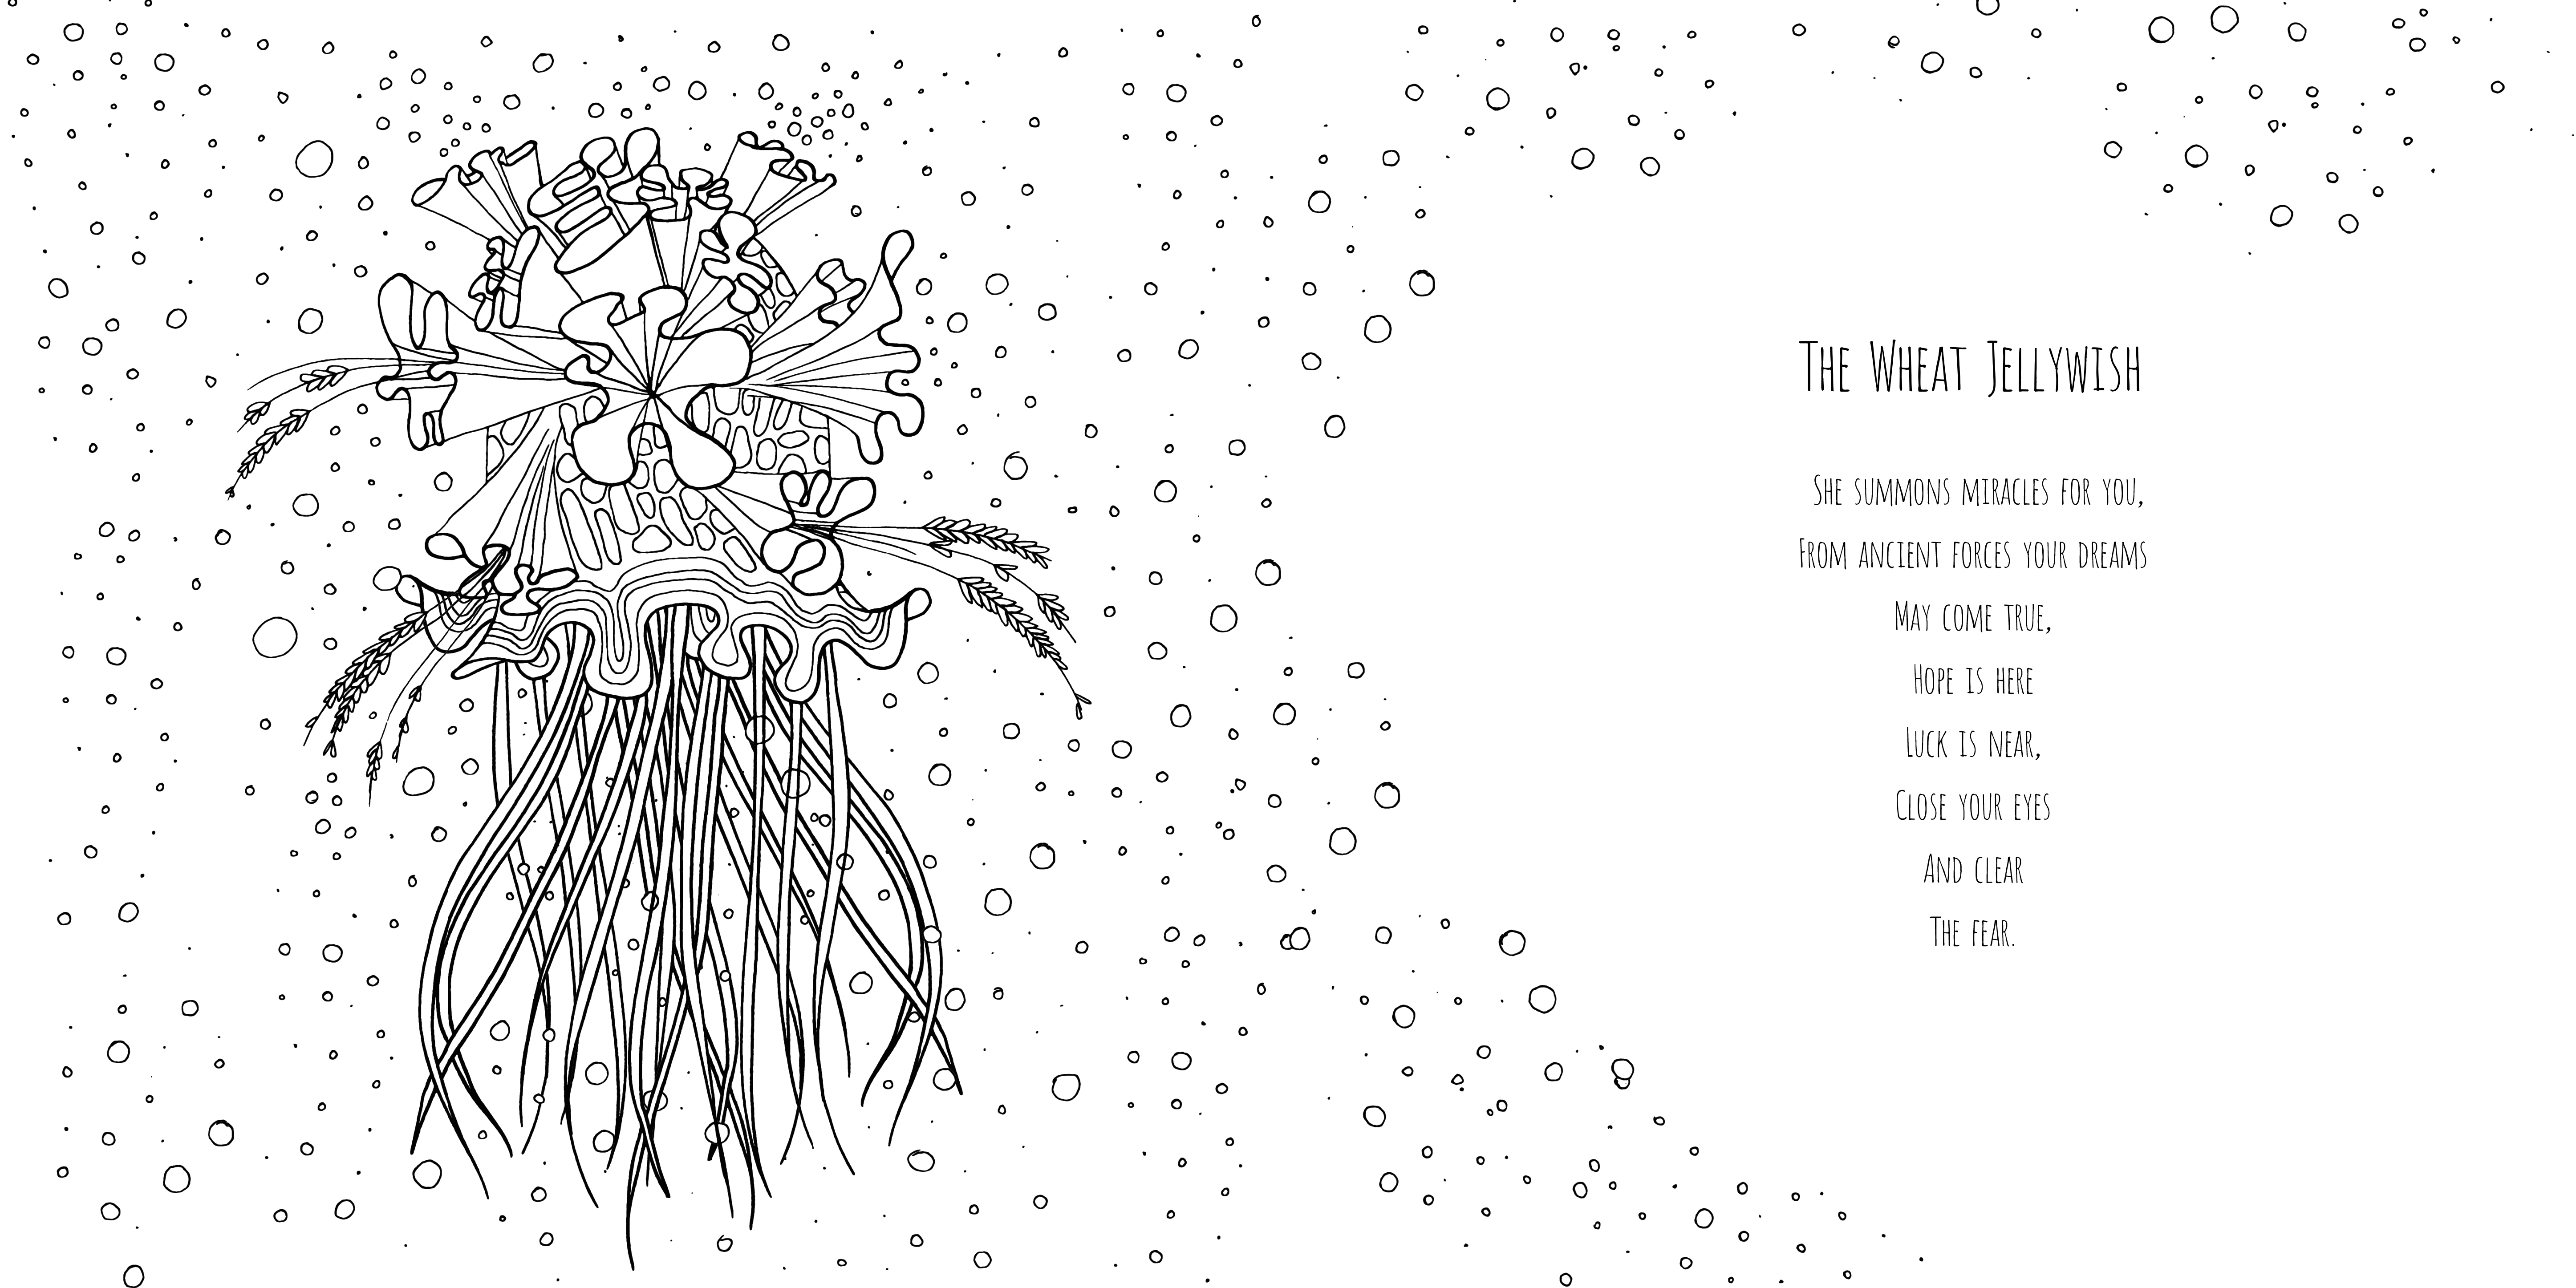 The Wheat Jellywish
She summons miracles for you,
From ancient forces your dreams
May come true,
Hope is here
Luck is near,
Close your eyes
And clear
The fear.